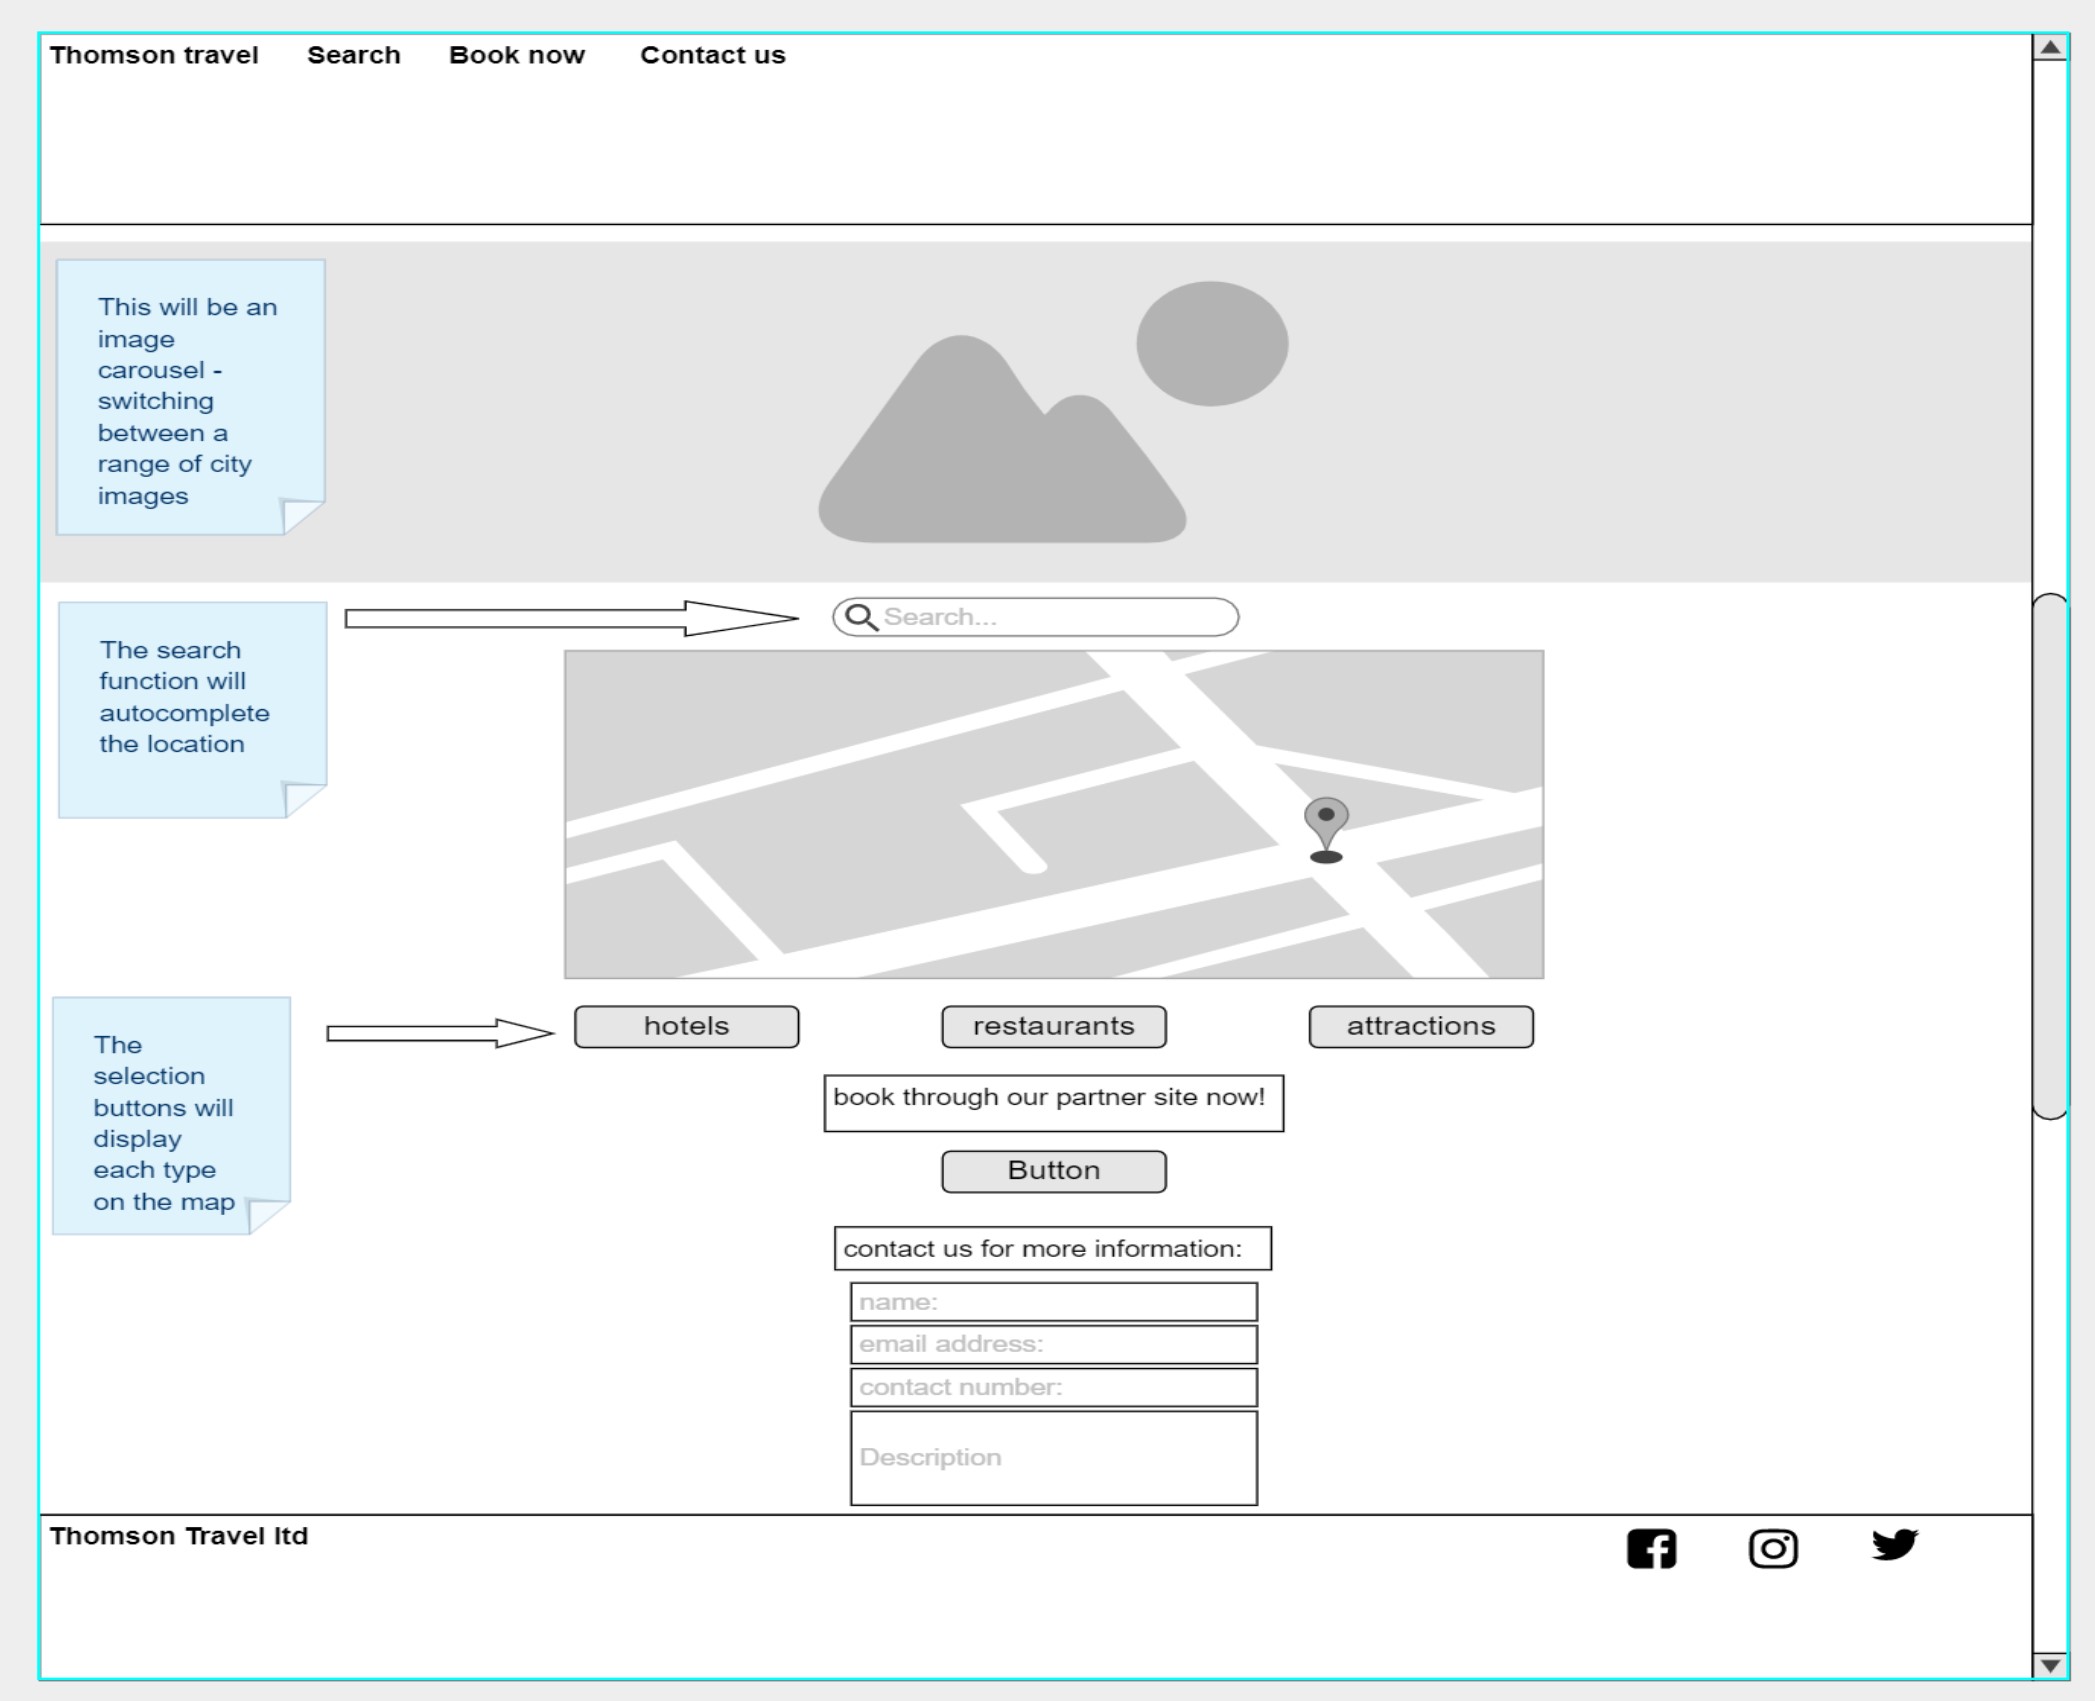 Thomson travel Search Book now Contact us
This will be an
image
carousel -
switching
between a
range of city
images
Search...
The search
function will
autocomplete
the location
hotels restaurants attractions
The
selection
buttons will
display
each type
on the map
book through our partner site now!
Button
contact us for more information:
name:
email address:
contact number:
Description
Thomson Travel ltd